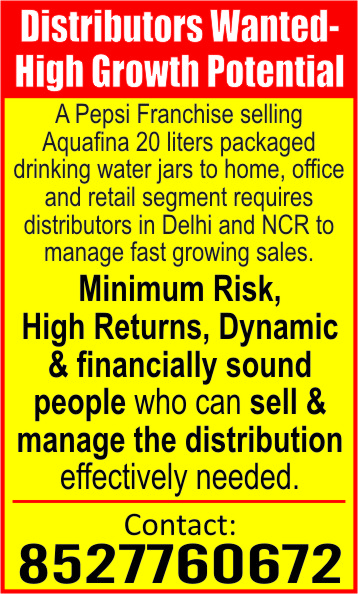 Distributors Wanted-
High Growth Potential
A Pepsi Franchise selling
Aquafina 20 liters packaged
drinking water jars to home, office
and retail segment requires
distributors in Delhi and NCR to
manage fast growing sales.
Minimum Risk,
High Returns, Dynamic
& financially sound
people who can sell &
manage the distribution
effectively needed.
Contact:
8527760672